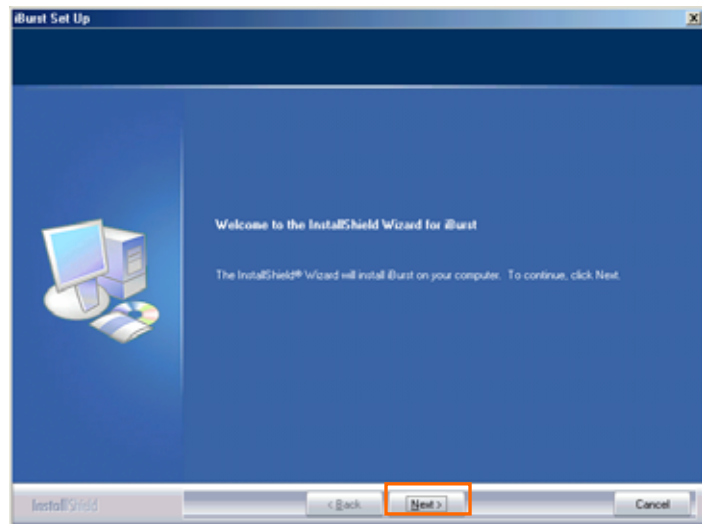 iBurst Set Up
Welcome to the InstallShield Wizard for iBurst
The InstallShield® Wizard will install iBurst on your computer. To continue, click Next.
InstallShield
< Back
Next >
Cancel